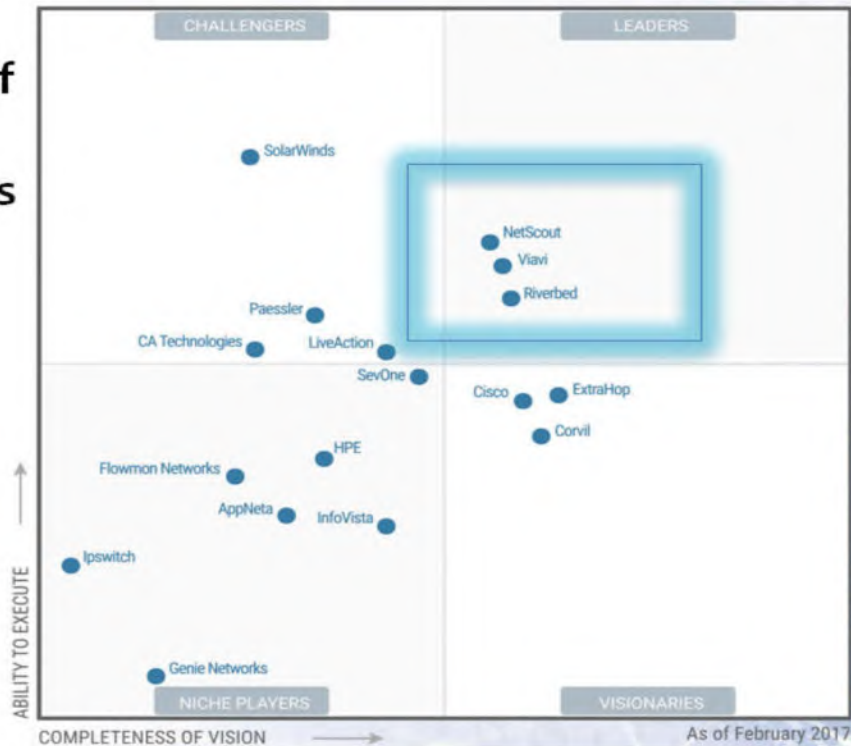 f
s
CHALLENGERS
LEADERS
SolarWinds
NetScout
Viavi
Riverbed
Paessler
CA Technologies
LiveAction
SevOne
Cisco
ExtraHop
Corvil
HPE
Flowmon Networks
AppNeta
InfoVista
Ipswitch
Genie Networks
NICHE PLAYERS
VISIONARIES
ABILITY TO EXECUTE
COMPLETENESS OF VISION
As of February 2017